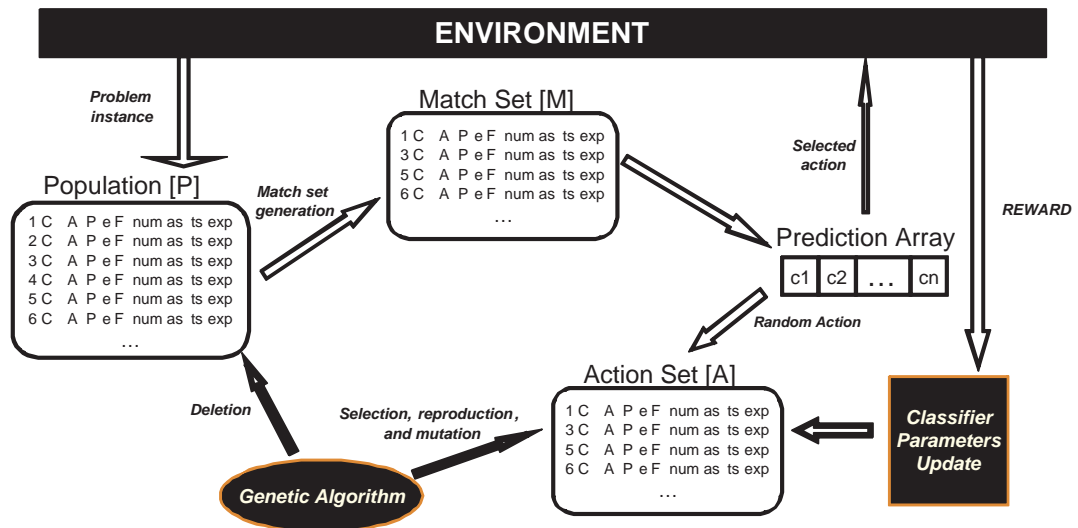 ENVIRONMENT
Problem
instance
Match Set [M]
1 C A P e F num as ts exp
3 C A P e F num as ts exp
5 C A P e F num as ts exp
6 C A P e F num as ts exp
...
Selected
action
REWARD
Population [P]
1 C A P e F num as ts exp
2 C A P e F num as ts exp
3 C A P e F num as ts exp
4 C A P e F num as ts exp
5 C A P e F num as ts exp
6 C A P e F num as ts exp
...
Match set
generation
Prediction Array
c1 c2 ... cn
Random Action
Action Set [A]
1 C A P e F num as ts exp
3 C A P e F num as ts exp
5 C A P e F num as ts exp
6 C A P e F num as ts exp
...
Classifier
Parameters
Update
Deletion
Selection, reproduction,
and mutation
Genetic Algorithm